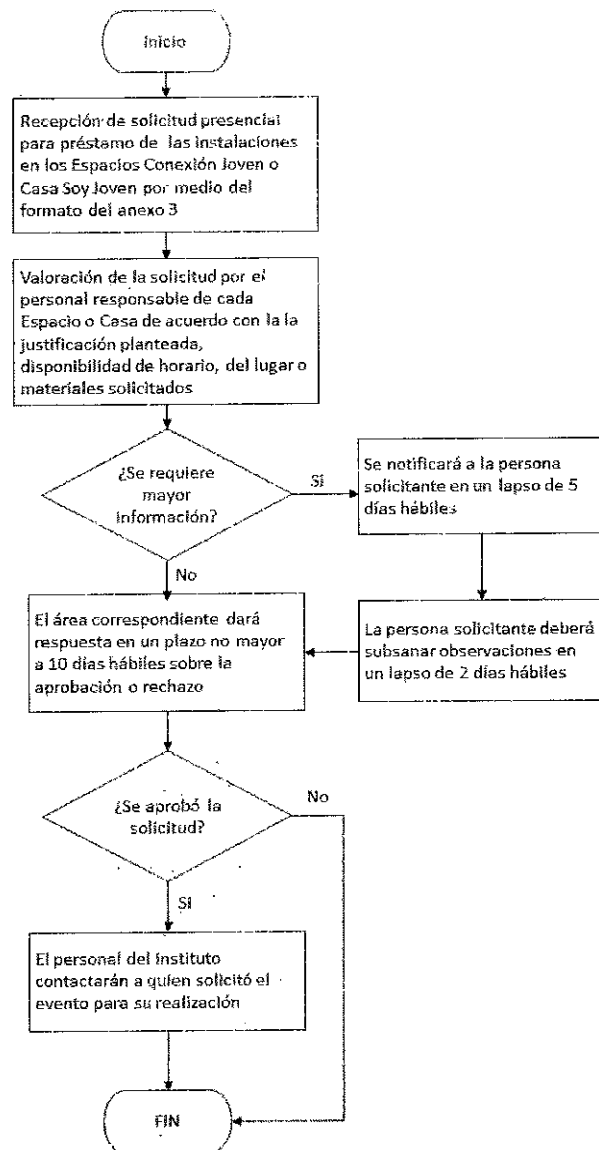 Inicio
Recepción de solicitud presencial
para préstamo de las instalaciones
en los Espacios Conexión Joven o
Casa Soy Joven por medio del
formato del anexo 3
Valoración de la solicitud por el
personal responsable de cada
Espacio o Casa de acuerdo con la la
justificación planteada,
disponibilidad de horario, del lugar o
materiales solicitados
¿Se requiere
mayor
información?
Si
Se notificará a la persona
solicitante en un lapso de 5
días hábiles
No
El área correspondiente dará
respuesta en un plazo no mayor
a 10 días hábiles sobre la
aprobación o rechazo
La persona solicitante deberá
subsanar observaciones en
un lapso de 2 días hábiles
¿Se aprobó la
solicitud?
No
Si
El personal del instituto
contactarán a quien solicitó el
evento para su realización
FIN